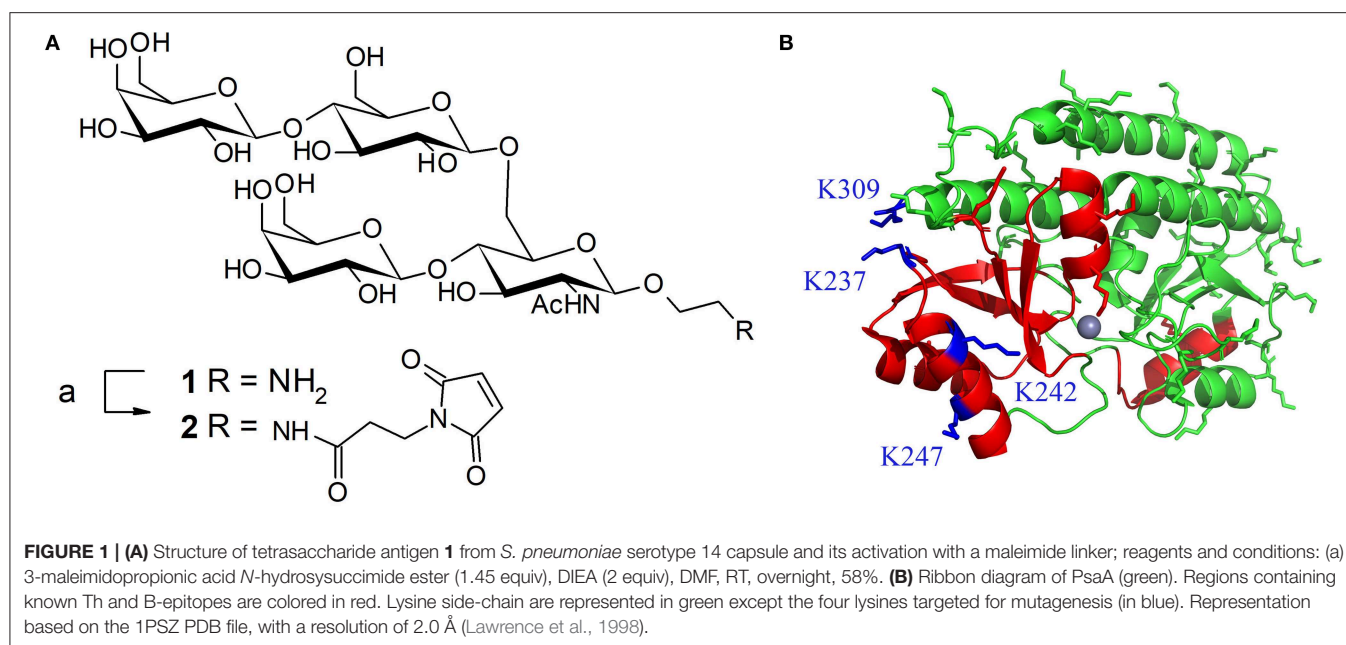 A
B
OH
OH
HO
O
HO
HO
OH
O
OH
O
HO
OH
O
O
OH
HO
O
HO
HO
OH
O
O
HO
AcHN
O
R
a
1 R = NH2
2 R = NH
O
O
N
O
K309
K237
K242
K247
FIGURE 1 | (A) Structure of tetrasaccharide antigen 1 from S. pneumoniae serotype 14 capsule and its activation with a maleimide linker; reagents and conditions: (a)
3-maleimidopropionic acid N-hydrosysuccimide ester (1.45 equiv), DIEA (2 equiv), DMF, RT, overnight, 58%. (B) Ribbon diagram of PsaA (green). Regions containing
known Th and B-epitopes are colored in red. Lysine side-chain are represented in green except the four lysines targeted for mutagenesis (in blue). Representation
based on the 1PSZ PDB file, with a resolution of 2.0 Å (Lawrence et al., 1998).